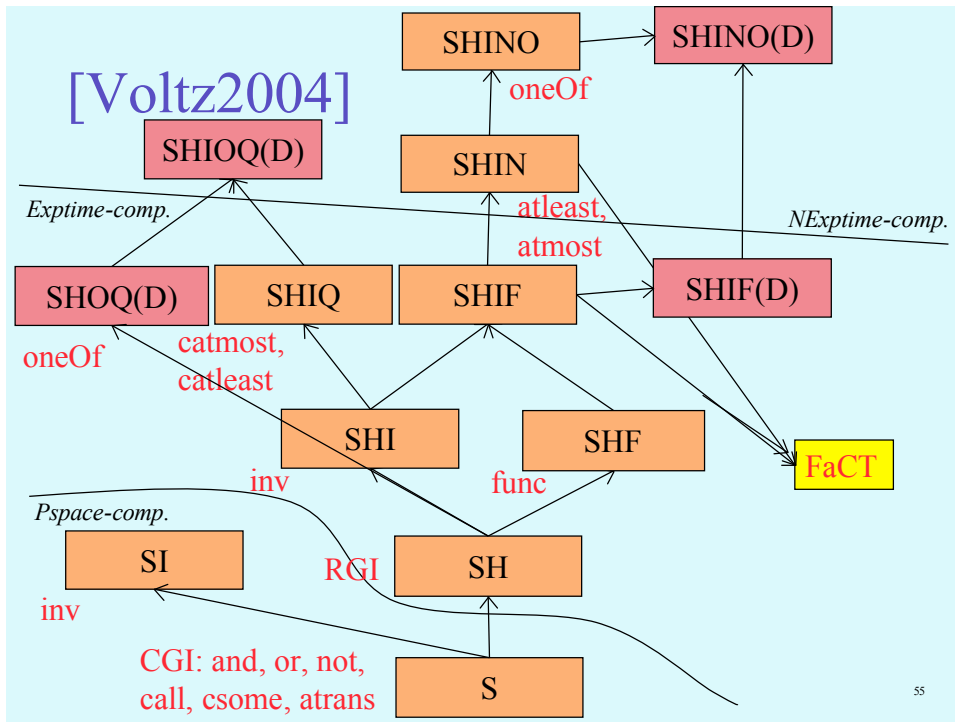 SHINO
SHINO(D)
[Voltz2004]
oneOf
SHIOQ(D)
SHIN
Exptime-comp.
atleast,
atmost
NExptime-comp.
SHOQ(D)
SHIQ
SHIF
SHIF(D)
oneOf
catmost,
catleast
SHI
SHF
FaCT
inv
func
Pspace-comp.
SI
RGI
SH
inv
CGI: and, or, not,
call, csome, atrans
S
55